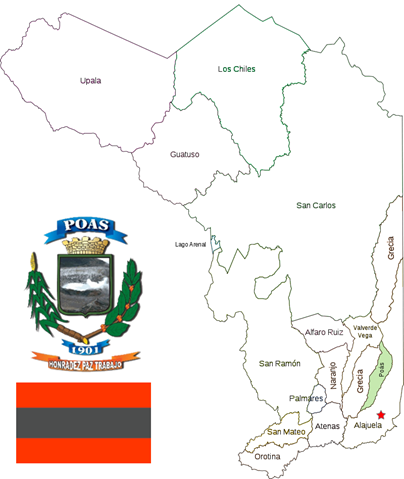 Los Chiles
Upala
Guatuso
San Carlos
POAS
Lago Arenal
Grecia
Alfaro Ruiz
Valverde
Vega
1901
HONRADEZ PAZ TRABAJO
San Ramón
Naranjo
Grecia
Poás
Palmares
San Mateo
Atenas
Alajuela
Orotina